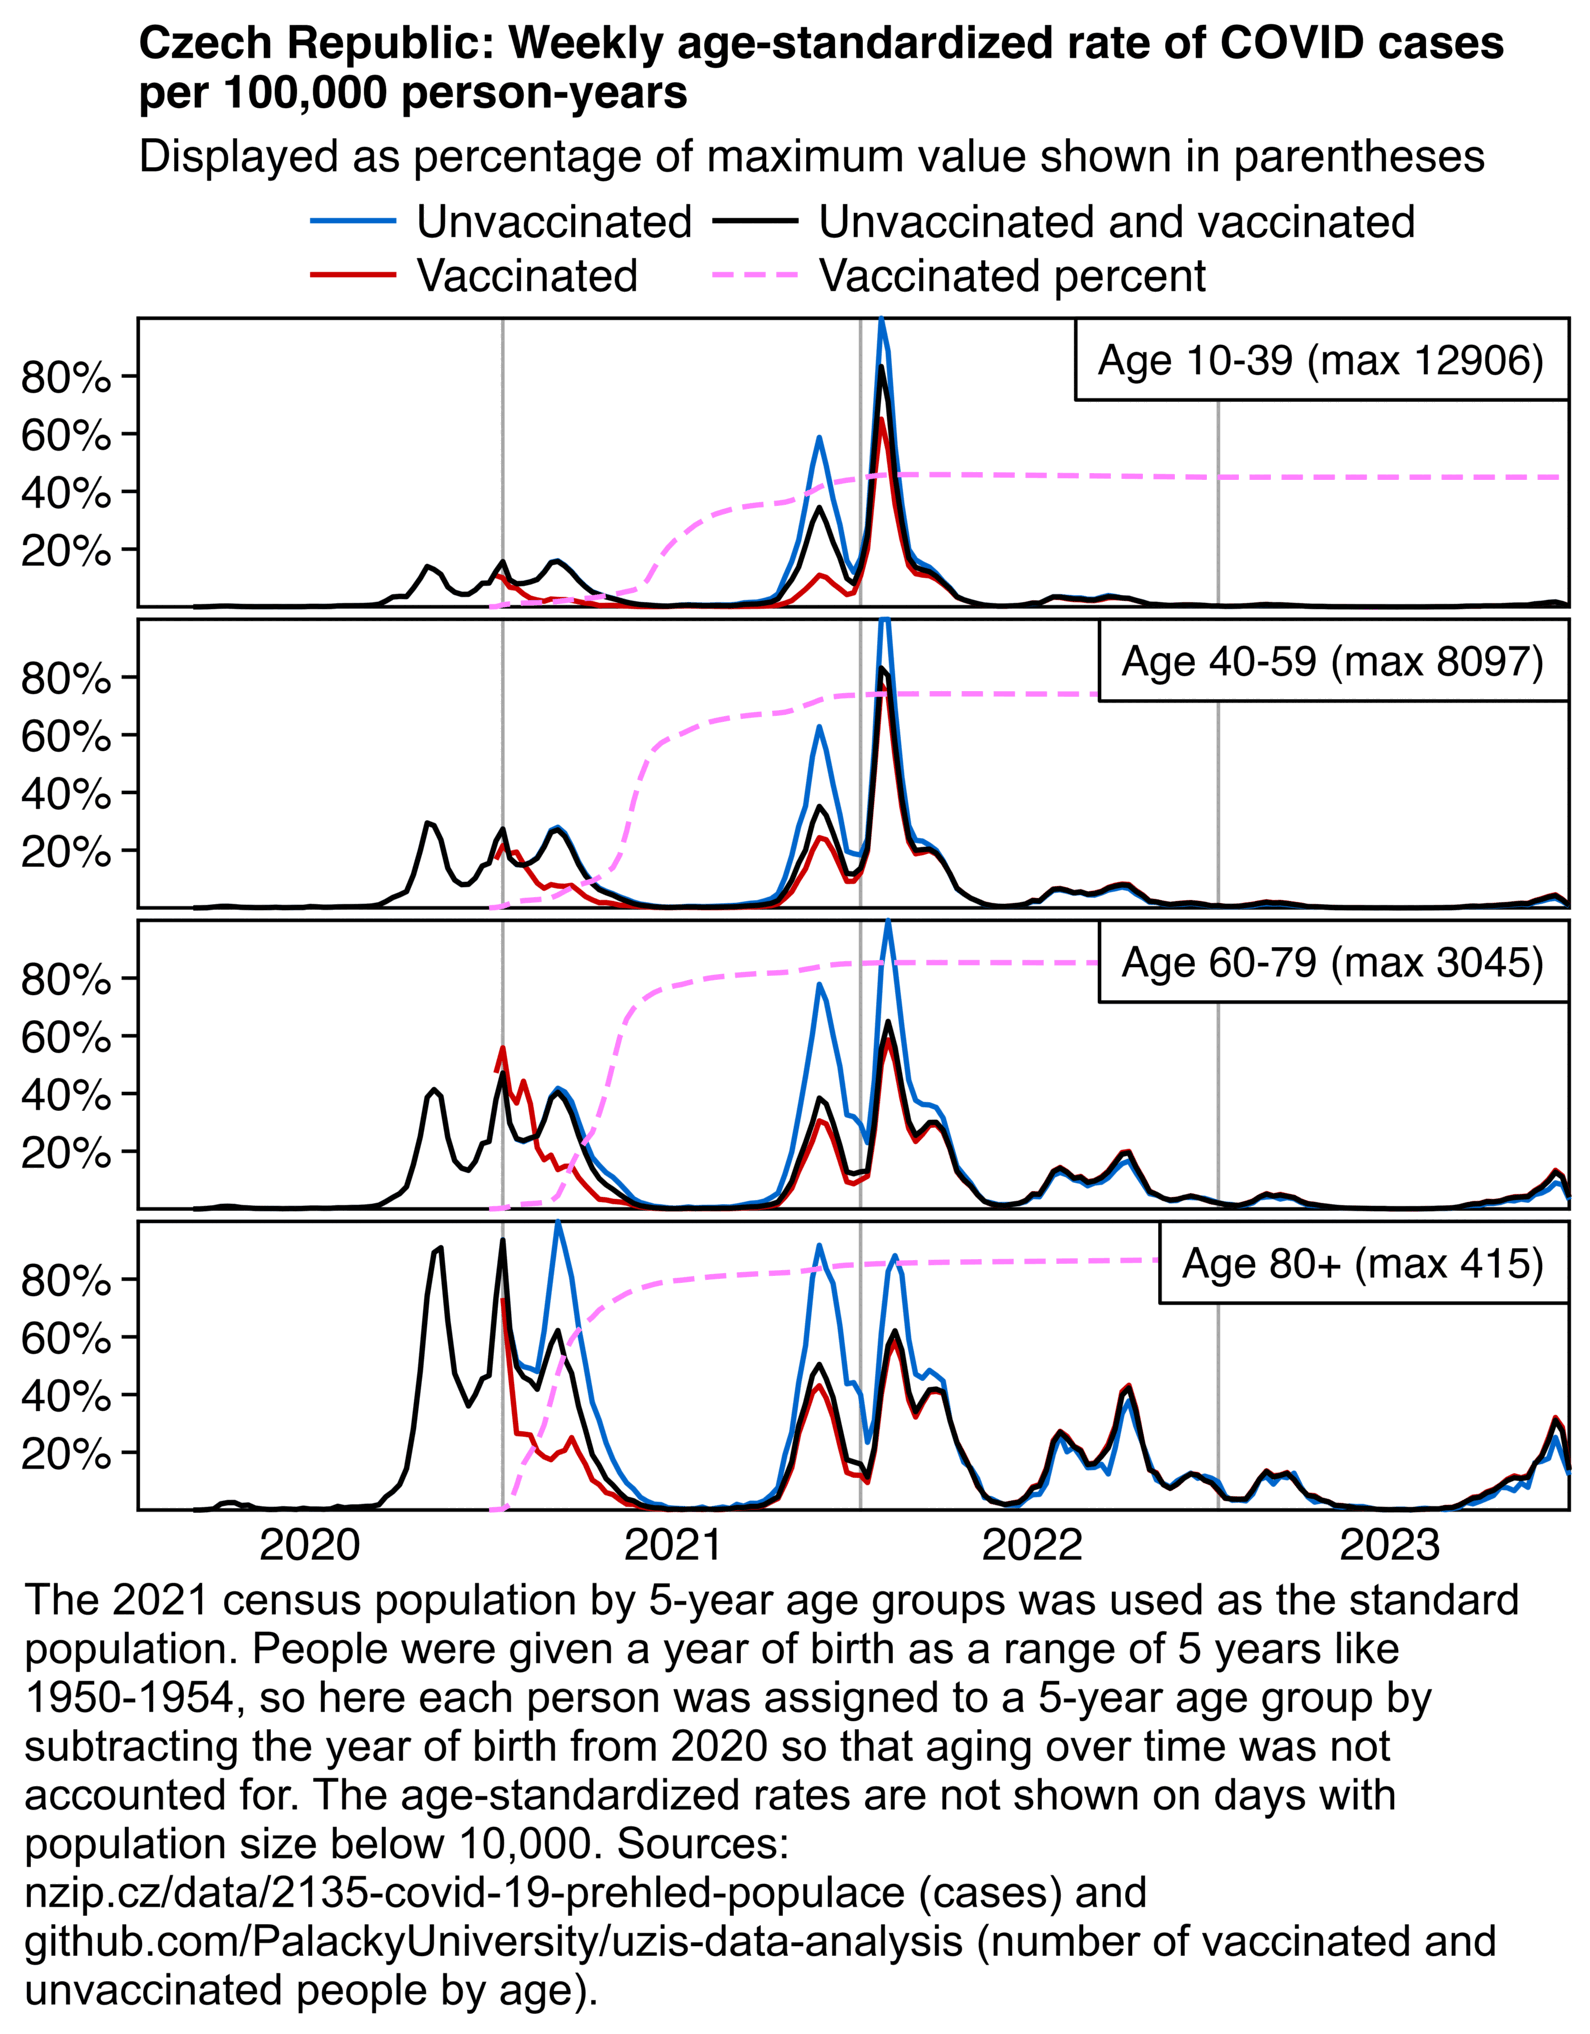 Czech Republic: Weekly age-standardized rate of COVID cases
per 100,000 person-years
Displayed as percentage of maximum value shown in parentheses
Unvaccinated
Unvaccinated and vaccinated
Vaccinated
Vaccinated percent
Age 10-39 (max 12906)
80%
60%
40%
20%
Age 40-59 (max 8097)
80%
60%
40%
20%
Age 60-79 (max 3045)
80%
60%
40%
20%
Age 80+ (max 415)
80%
60%
40%
20%
2020 2021 2022 2023
The 2021 census population by 5-year age groups was used as the standard
population. People were given a year of birth as a range of 5 years like
1950-1954, so here each person was assigned to a 5-year age group by
subtracting the year of birth from 2020 so that aging over time was not
accounted for. The age-standardized rates are not shown on days with
population size below 10,000. Sources:
nzip.cz/data/2135-covid-19-prehled-populace (cases) and
github.com/PalackyUniversity/uzis-data-analysis (number of vaccinated and
unvaccinated people by age).